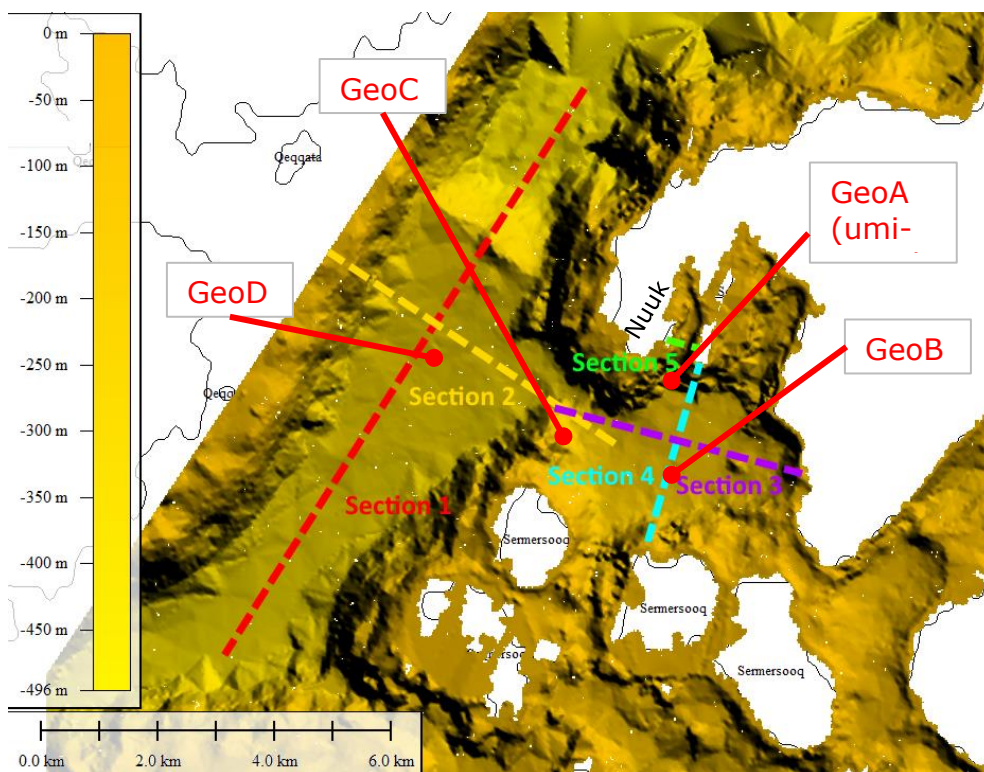 0 m
-50 m
-100 m
-150 m
-200 m
-250 m
-300 m
-350 m
-400 m
-450 m
-496 m
GeoC
Qeqqata
GeoA
(umi-
GeoD
Nuuk
GeoB
Section 5
Section 2
Section 4
Section 3
Section 1
Sermersooq
Sermersooq
Sermersooq
0.0 km
2.0 km
4.0 km
6.0 km